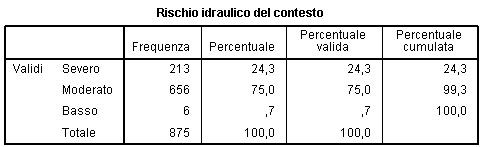 Rischio idraulico del contesto
Frequenza Percentuale Percentuale valida Percentuale cumulata
Validi Severo 213 24,3 24,3 24,3
Moderato 656 75,0 75,0 99,3
Basso 6 ,7 ,7 100,0
Totale 875 100,0 100,0